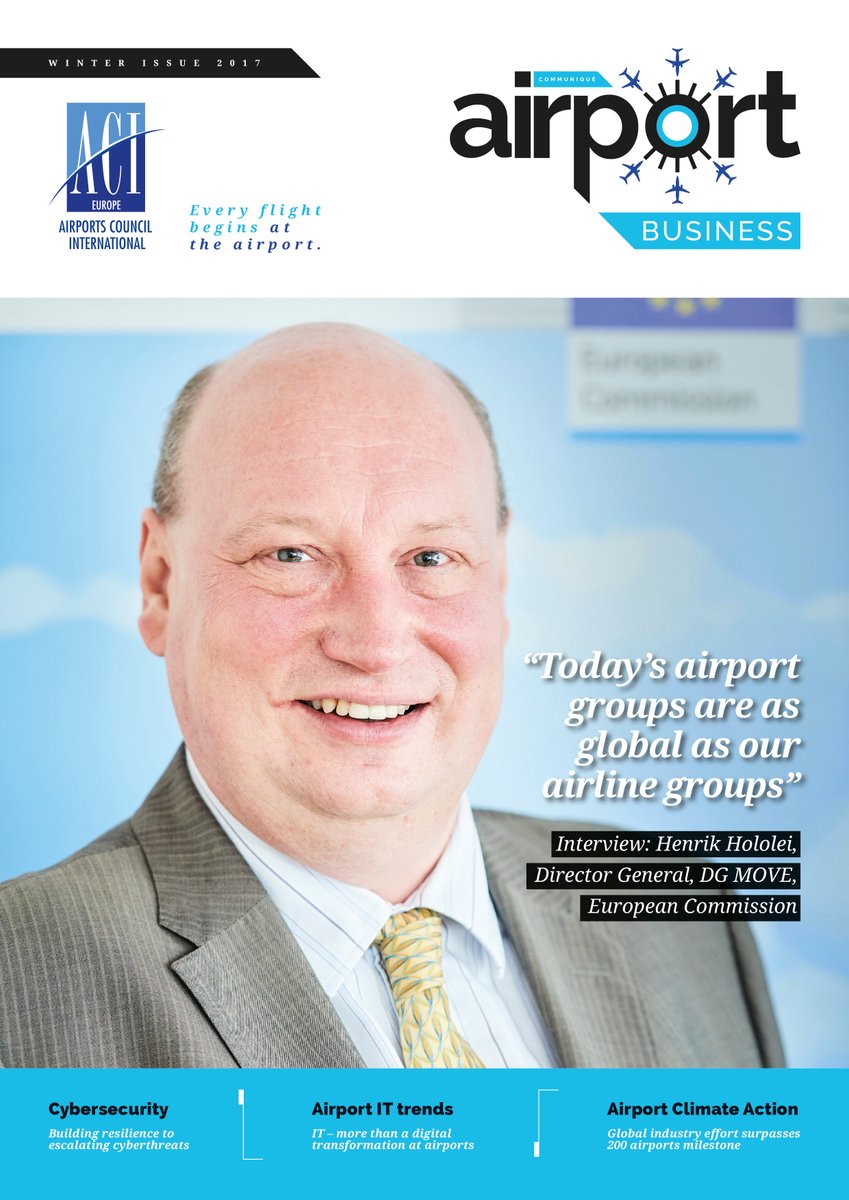 WINTER ISSUE 2017
COMMUNIQUÉ
airport
BUSINESS
ACI
EUROPE
AIRPORTS COUNCIL
INTERNATIONAL
Every flight
begins at
the airport.
European
Commission
“Today’s airport
groups are as
global as our
airline groups”
Interview: Henrik Hololei,
Director General, DG MOVE,
European Commission
Cybersecurity
Building resilience to
escalating cyberthreats
Airport IT trends
IT – more than a digital
transformation at airports
Airport Climate Action
Global industry effort surpasses
200 airports milestone